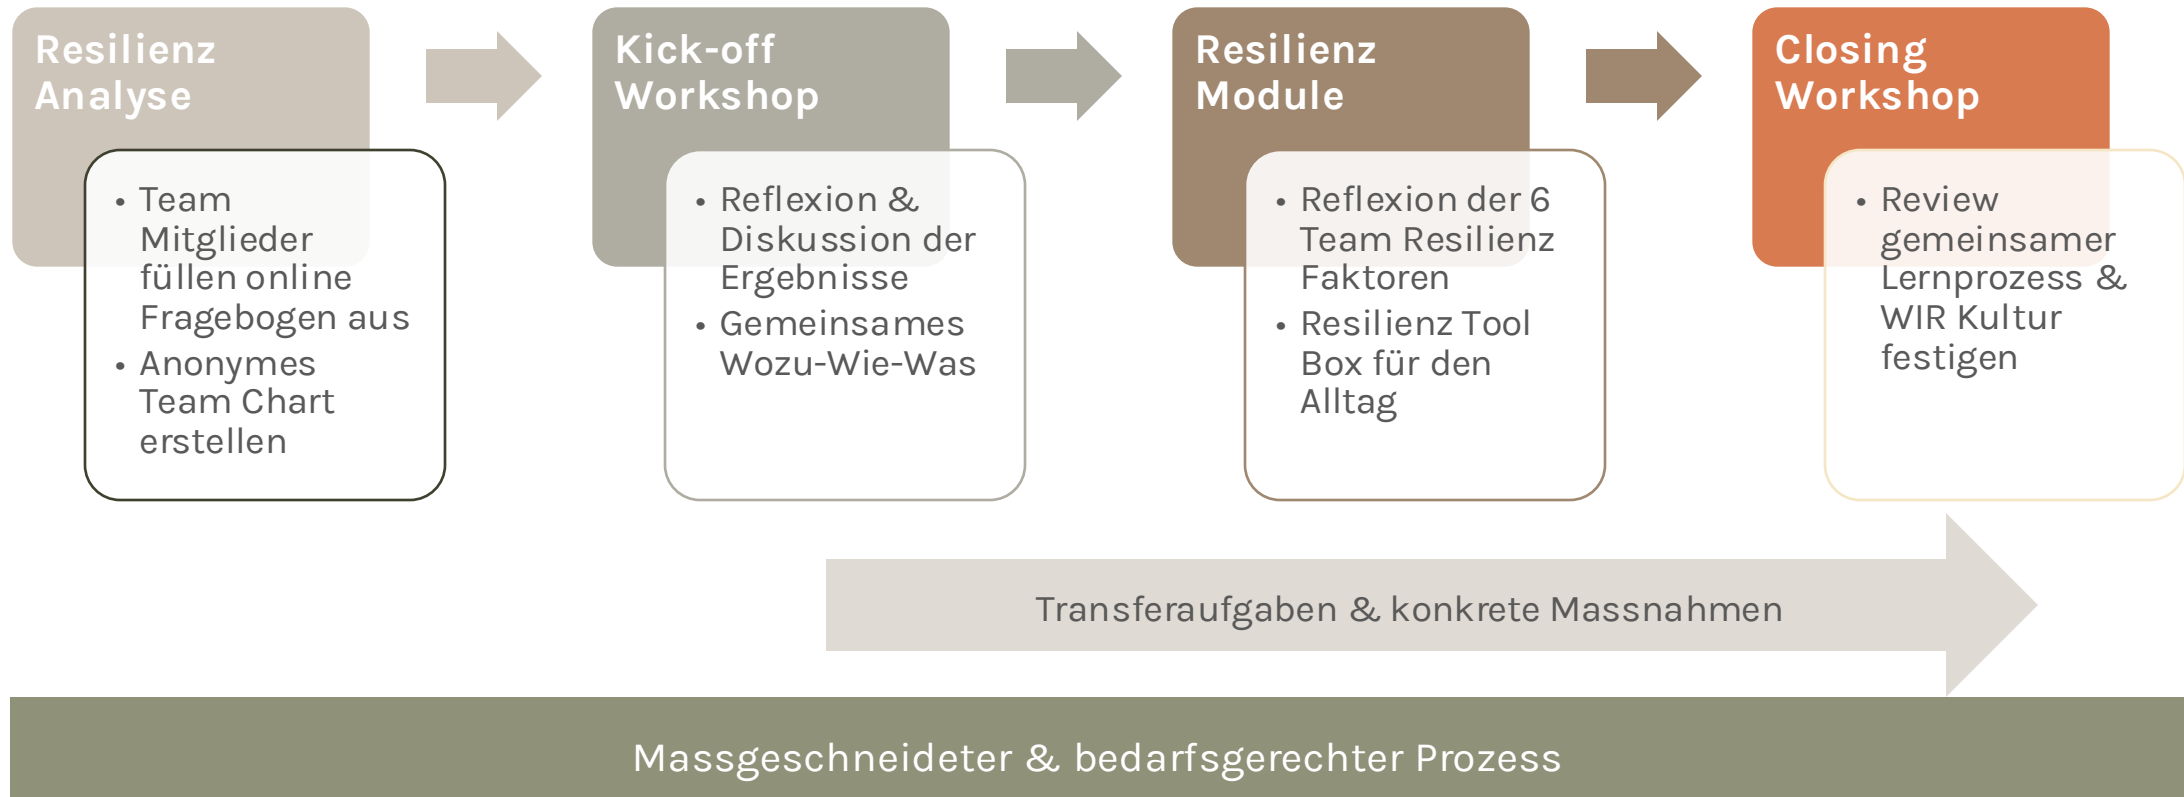 Resilienz
Analyse
• Team
Mitglieder
füllen online
Fragebogen aus
• Anonymes
Team Chart
erstellen
Kick-off
Workshop
• Reflexion &
Diskussion der
Ergebnisse
• Gemeinsames
Wozu-Wie-Was
Resilienz
Module
• Reflexion der 6
Team Resilienz
Faktoren
• Resilienz Tool
Box für den
Alltag
Closing
Workshop
• Review
gemeinsamer
Lernprozess &
WIR Kultur
festigen
Transferaufgaben & konkrete Massnahmen
Massgeschneideter & bedarfsgerechter Prozess